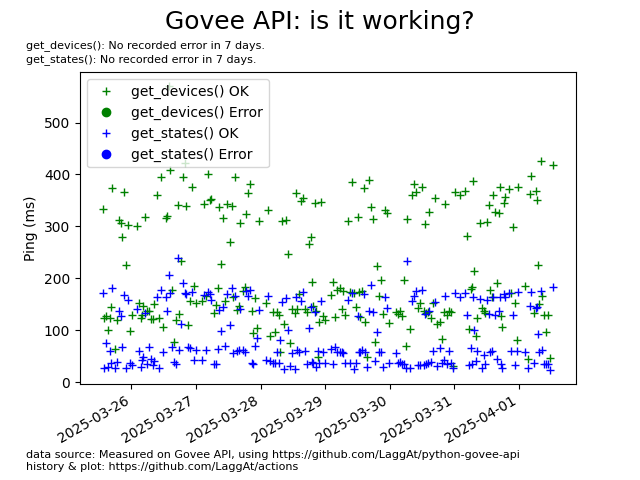 Govee API: is it working?
get_devices(): No recorded error in 7 days.
get_states(): No recorded error in 7 days.
get_devices() OK
get_devices() Error
get_states() OK
get_states() Error
Ping (ms)
500
400
300
200
100
0
2025-03-26
2025-03-27
2025-03-28
2025-03-29
2025-03-30
2025-03-31
2025-04-01
data source: Measured on Govee API, using https://github.com/LaggAt/python-govee-api
history & plot: https://github.com/LaggAt/actions